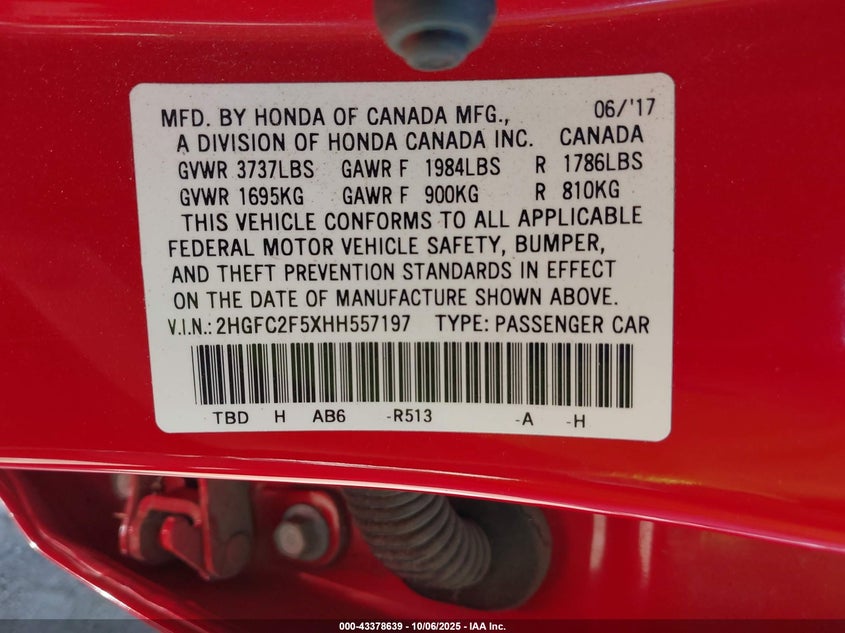 MFD. BY HONDA OF CANADA MFG., 06/'17
A DIVISION OF HONDA CANADA INC. CANADA
GVWR 3737LBS GAWR F 1984LBS R 1786LBS
GVWR 1695KG GAWR F 900KG R 810KG
THIS VEHICLE CONFORMS TO ALL APPLICABLE
FEDERAL MOTOR VEHICLE SAFETY, BUMPER,
AND THEFT PREVENTION STANDARDS IN EFFECT
ON THE DATE OF MANUFACTURE SHOWN ABOVE.
V.I.N.: 2HGFC2F5XHH557197 TYPE: PASSENGER CAR
TBD H AB6 -R513 -A -H
000-43378639 - 10/06/2025 - IAA Inc.